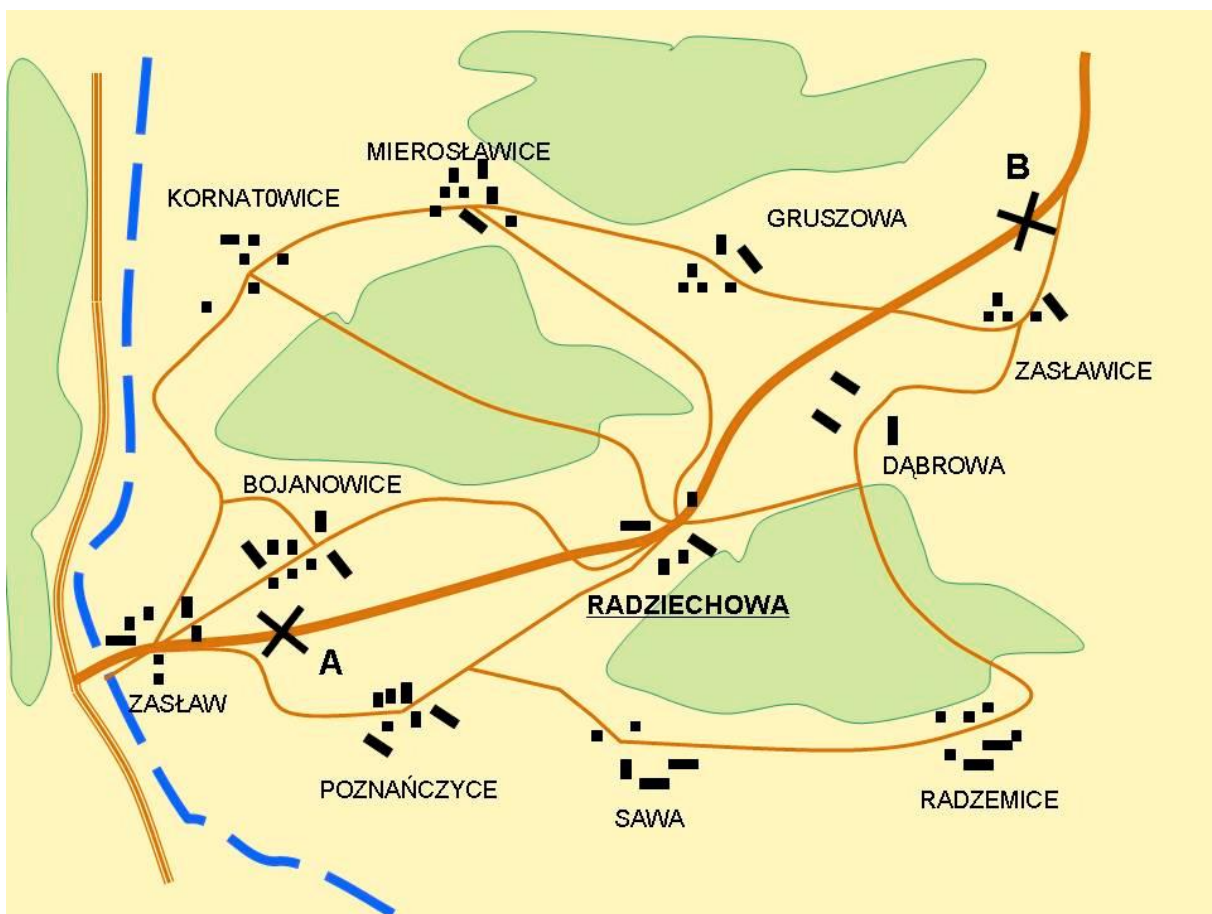 MIEROSŁAWICE
KORNAT0WICE
B
GRUSZOWA
ZASŁAWICE
DĄBROWA
BOJANOWICE
RADZIECHOWA
A
ZASŁAW
POZNAŃCZYCE
SAWA
RADZEMICE